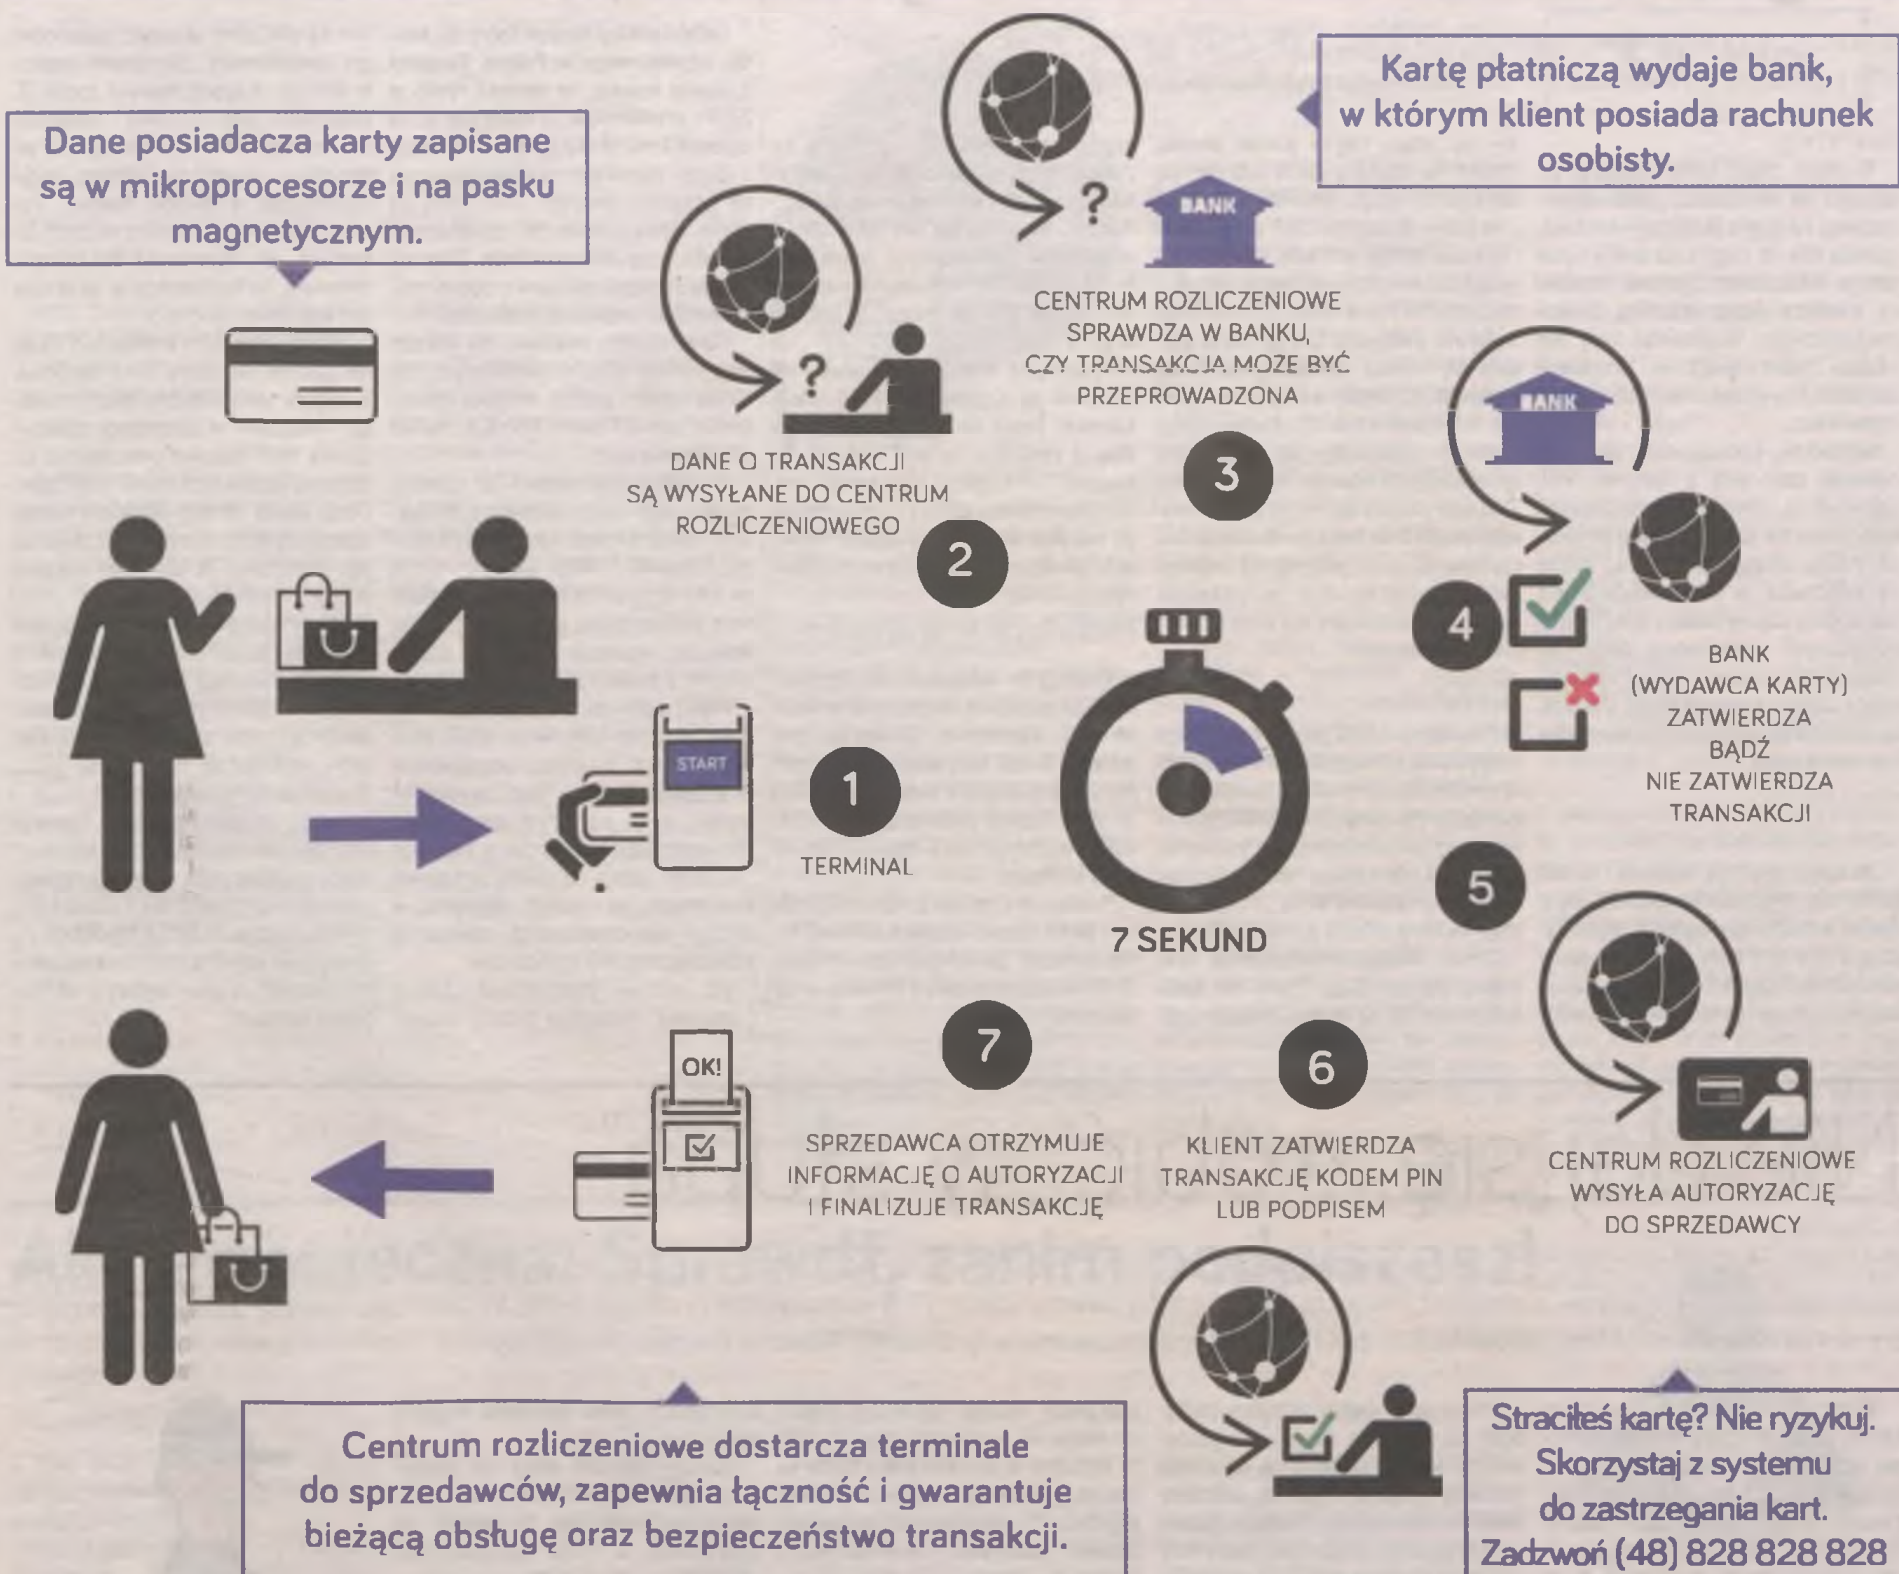 Dane posiadacza karty zapisane
są w mikroprocesorze i na pasku
magnetycznym.
Kartę płatniczą wydaje bank,
w którym klient posiada rachunek
osobisty.
START
1
TERMINAL
DANE O TRANSAKCJI
SĄ WYSYŁANE DO CENTRUM
ROZLICZENIOWEGO
2
BANK
CENTRUM ROZLICZENIOWE
SPRAWDZA W BANKU,
CZY TRANSAKCJA MOŻE BYĆ
PRZEPROWADZONA
3
BANK
4
BANK
(WYDAWCA KARTY)
ZATWIERDZA
BĄDŹ
NIE ZATWIERDZA
TRANSAKCJI
7 SEKUND
5
CENTRUM ROZLICZENIOWE
WYSYŁA AUTORYZACJĘ
DO SPRZEDAWCY
6
KLIENT ZATWIERDZA
TRANSAKCJĘ KODEM PIN
LUB PODPISEM
7
SPRZEDAWCA OTRZYMUJE
INFORMACJĘ O AUTORYZACJI
I FINALIZUJE TRANSAKCJĘ
OK!
Centrum rozliczeniowe dostarcza terminale
do sprzedawców, zapewnia łączność i gwarantuje
bieżącą obsługę oraz bezpieczeństwo transakcji.
Straciłeś kartę? Nie ryzykuj.
Skorzystaj z systemu
do zastrzegania kart.
Zadzwoń (48) 828 828 828